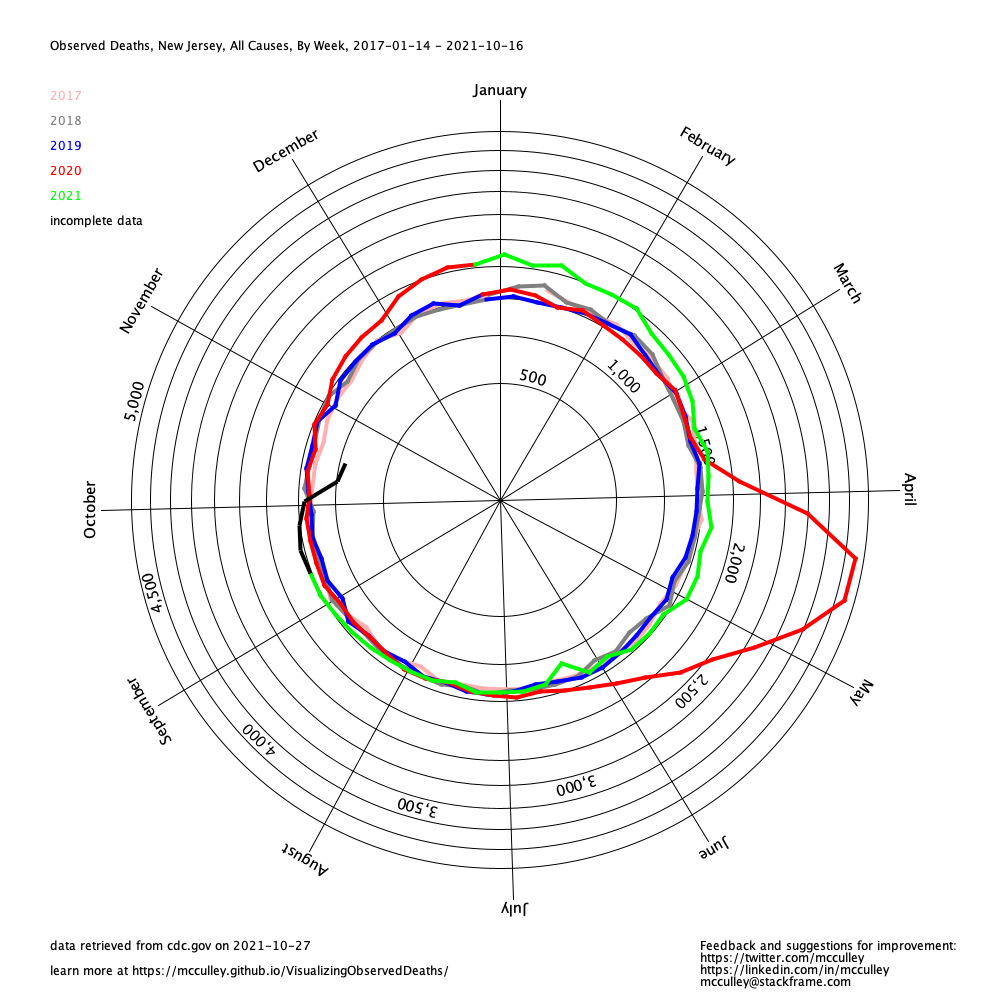 Observed Deaths, New Jersey, All Causes, By Week, 2017-01-14 - 2021-10-16
2017
2018
2019
2020
2021
incomplete data
January
February
March
April
May
June
July
August
September
October
November
December
500
1,000
1,500
2,000
2,500
3,000
3,500
4,000
4,500
5,000
data retrieved from cdc.gov on 2021-10-27
learn more at https://mcculley.github.io/VisualizingObservedDeaths/
Feedback and suggestions for improvement:
https://twitter.com/mcculley
https://linkedin.com/in/mcculley
mcculley@stackframe.com